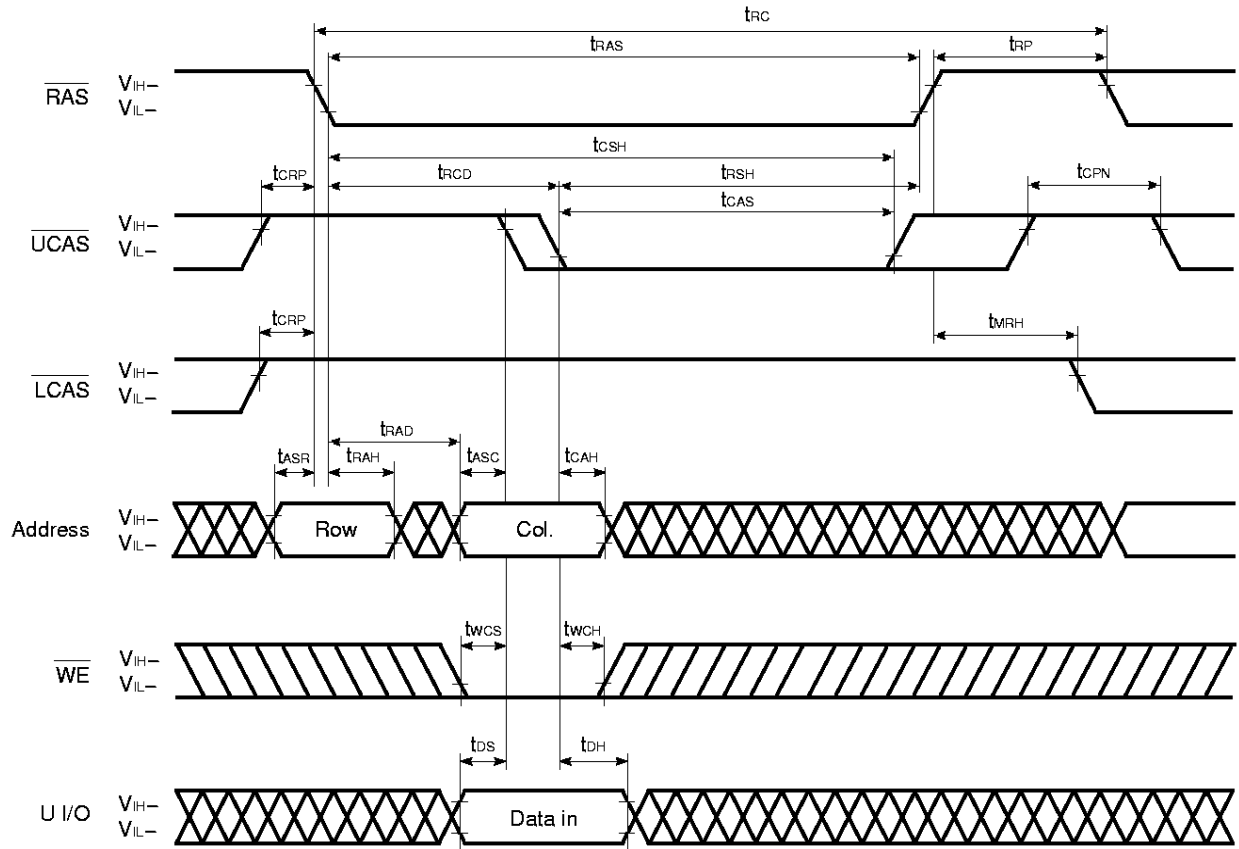 tRC
tRAS tRP
RAS VIH–
VIL–
tCSH
tCRP tRCD tRSH tCPN
tCAS
UCAS VIH–
VIL–
tCRP tMRH
LCAS VIH–
VIL–
tRAD
tASR tRAH tASC tCAH
Address VIH– Row Col.
VIL–
tWCS tWCH
WE VIH–
VIL–
tDS tDH
U I/O VIH– Data in
VIL–